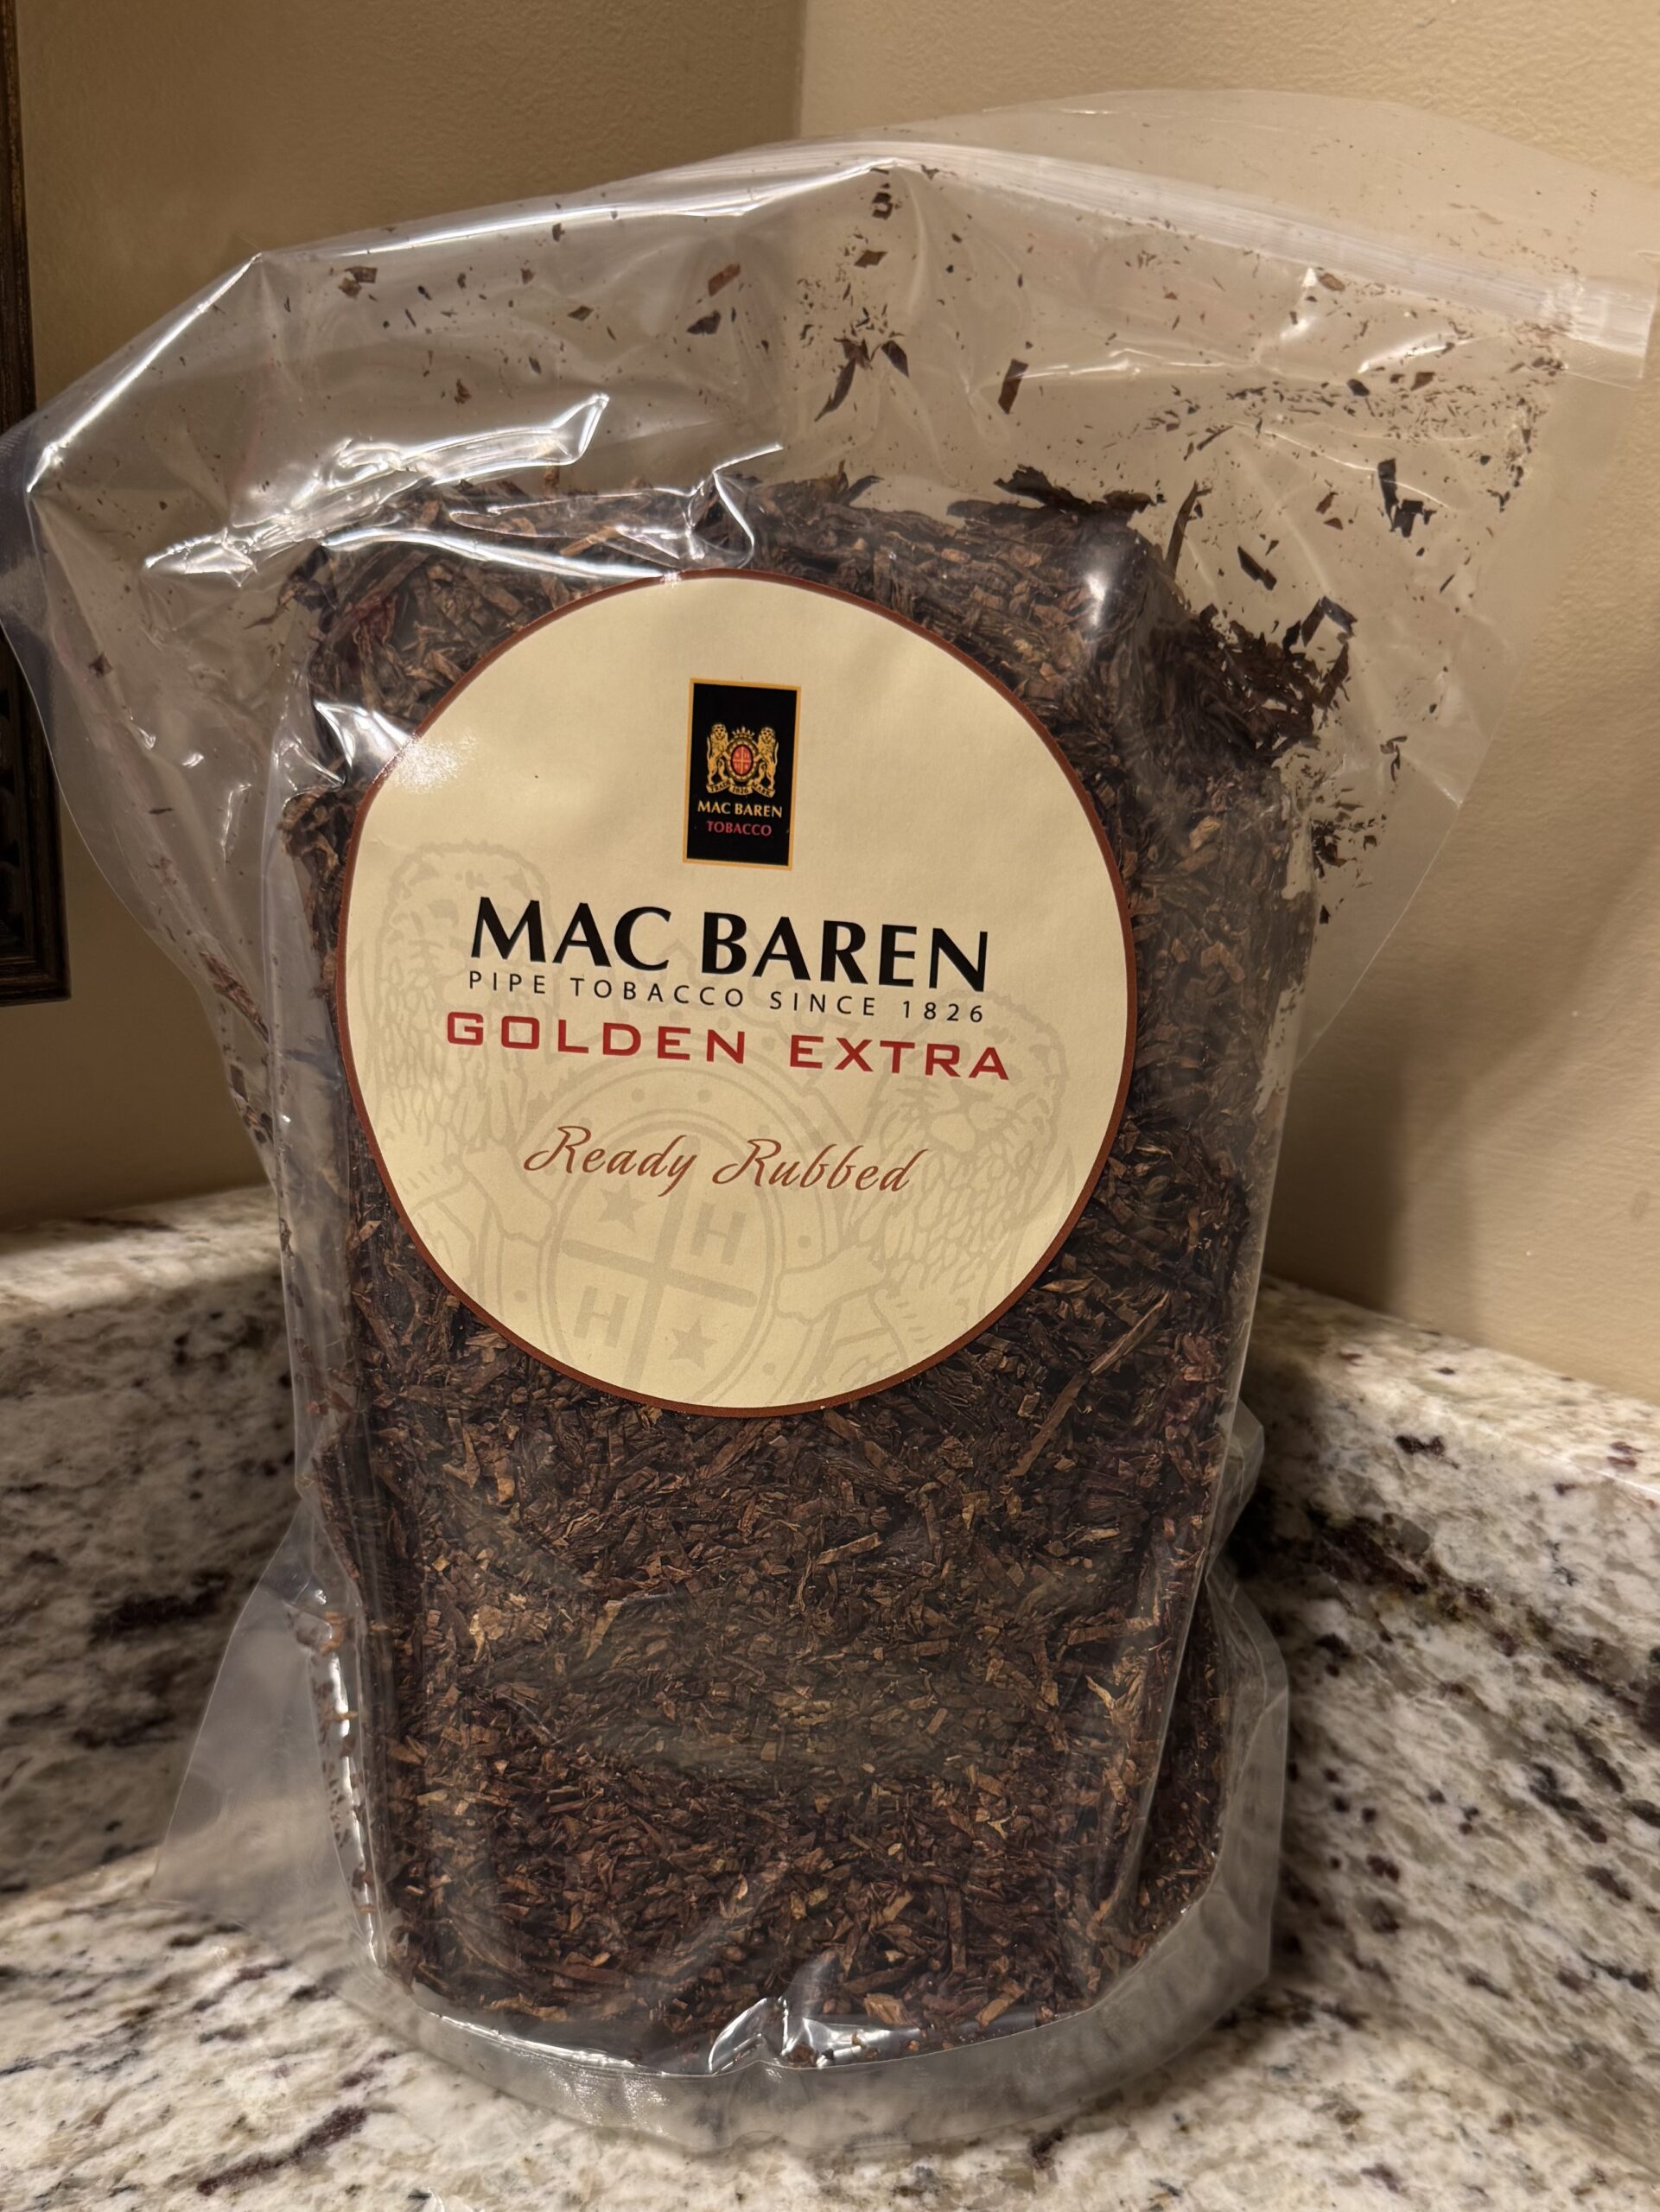 MAC BAREN
TOBACCO
MAC BAREN
PIPE TOBACCO SINCE 1826
GOLDEN EXTRA
Ready Rubbed
H
H